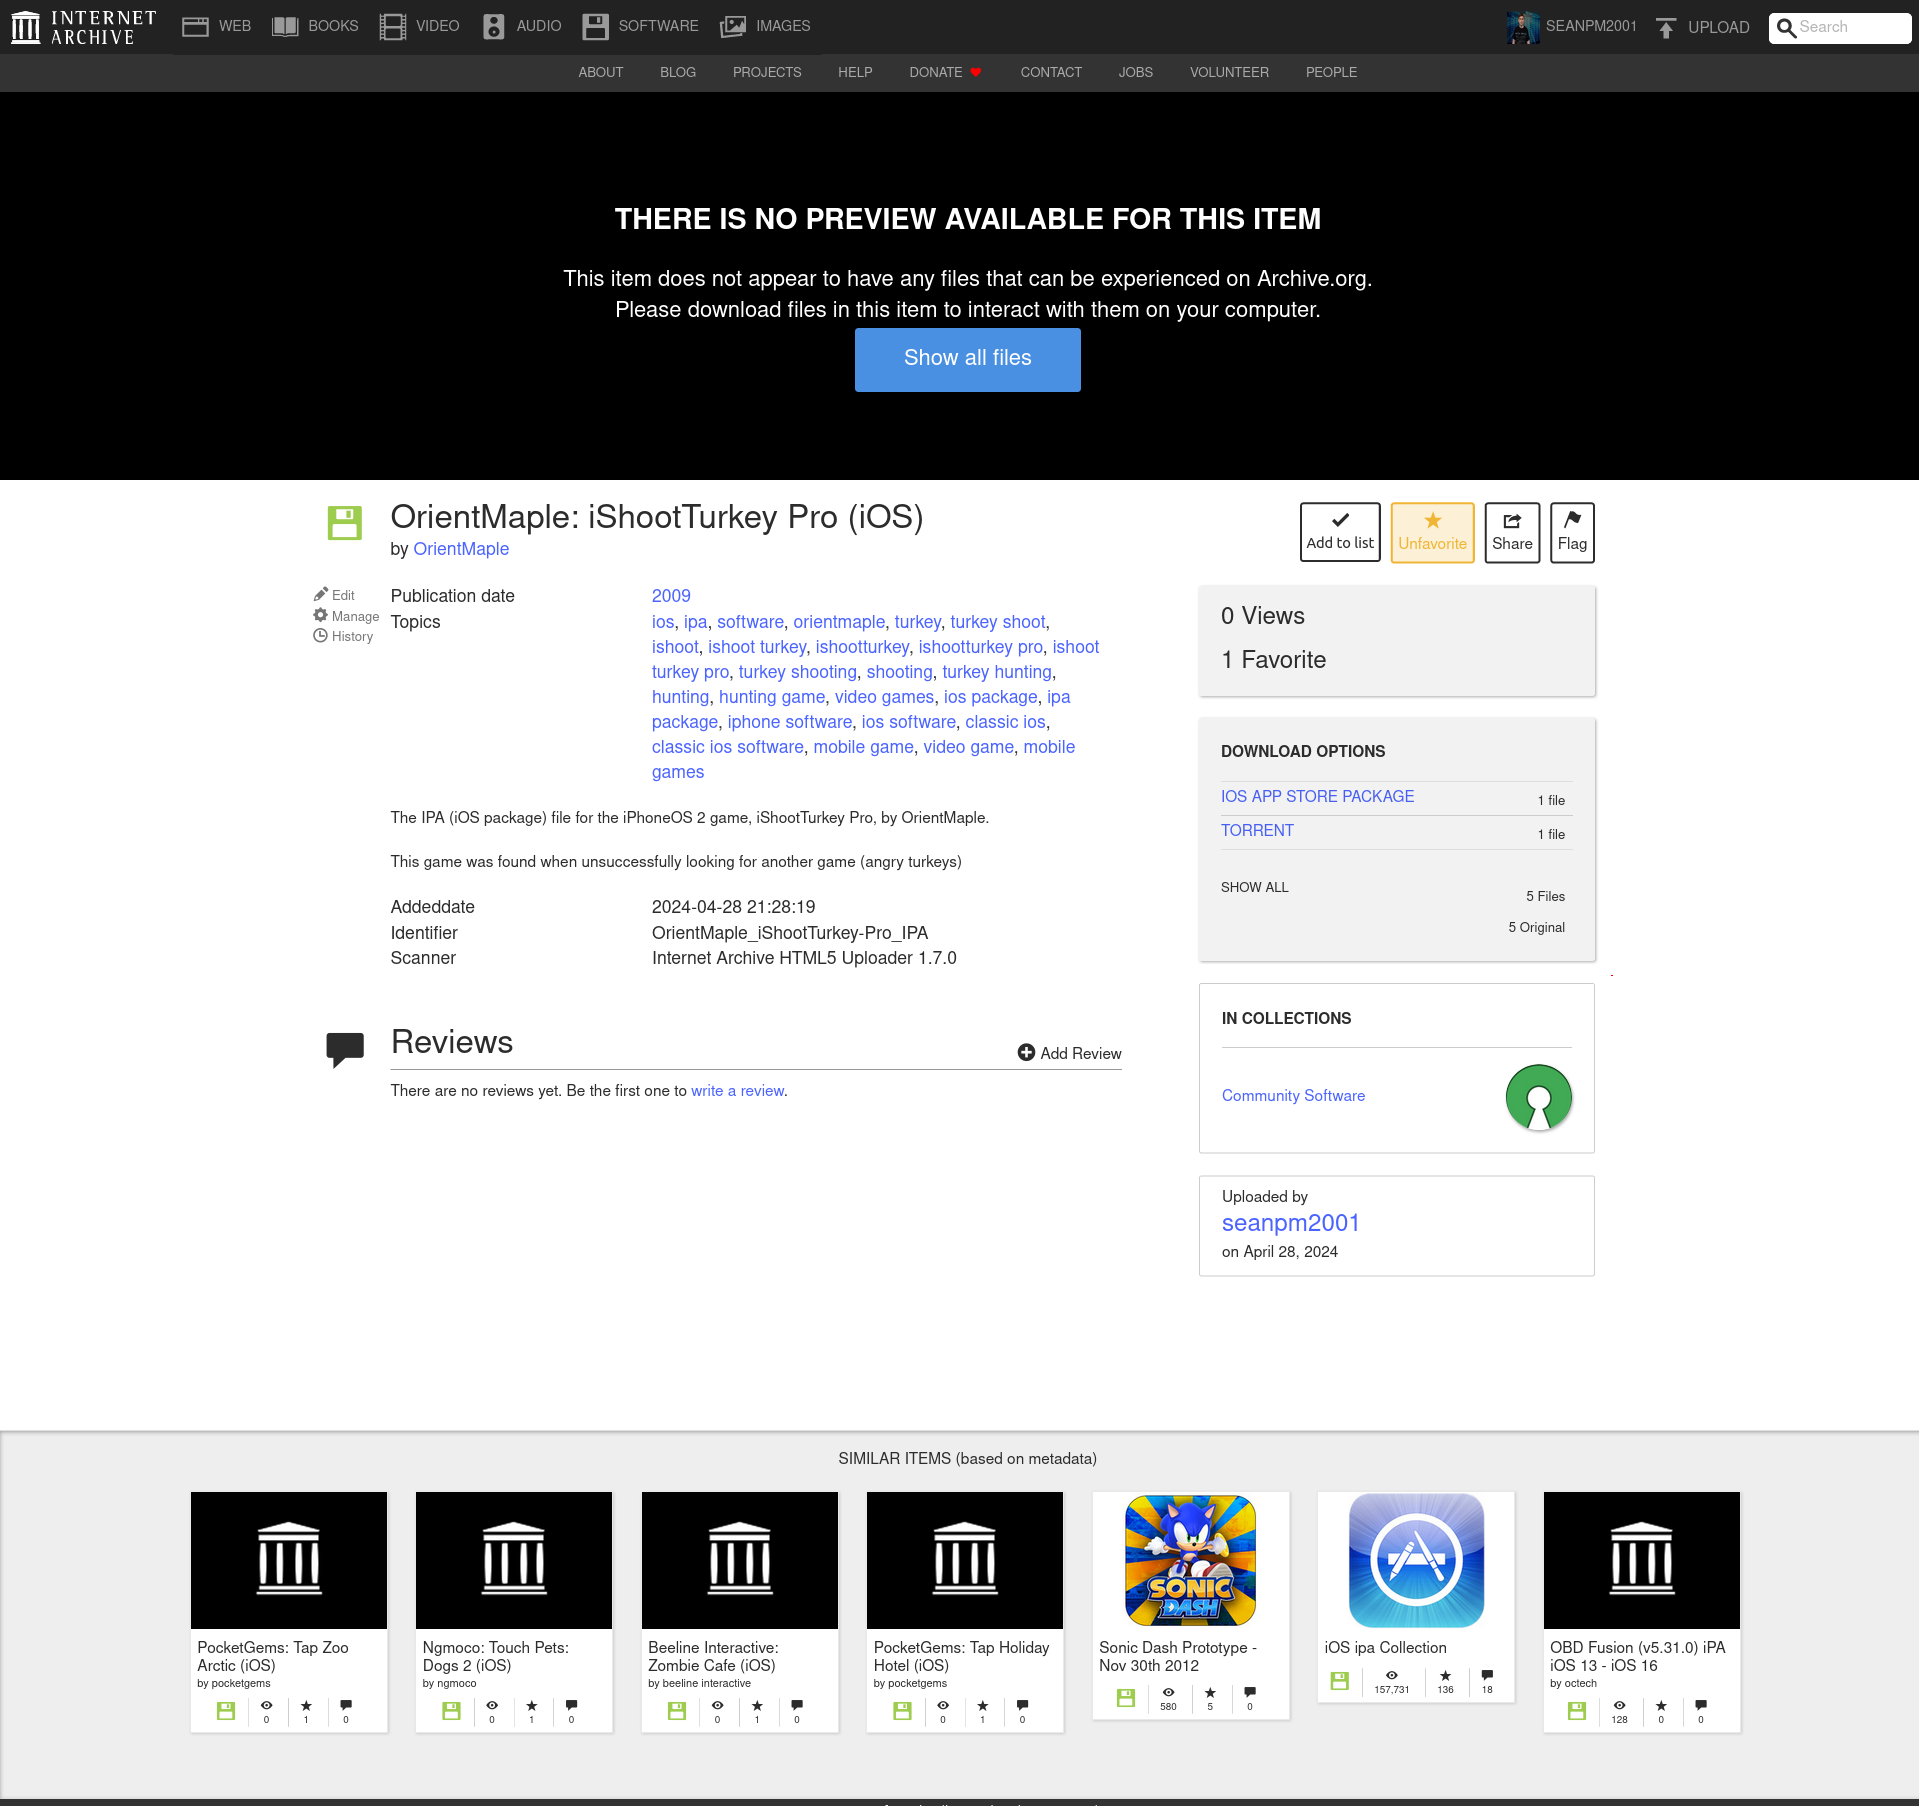 INTERNET ARCHIVE
WEB BOOKS VIDEO AUDIO SOFTWARE IMAGES SEANPM2001 UPLOAD Search
ABOUT BLOG PROJECTS HELP DONATE CONTACT JOBS VOLUNTEER PEOPLE
THERE IS NO PREVIEW AVAILABLE FOR THIS ITEM
This item does not appear to have any files that can be experienced on Archive.org.
Please download files in this item to interact with them on your computer.
Show all files
OrientMaple: iShootTurkey Pro (iOS)
by OrientMaple
Add to list Unfavorite Share Flag
Edit
Manage
History
Publication date 2009
Topics ios, ipa, software, orientmaple, turkey, turkey shoot,
ishoot, ishoot turkey, ishootturkey, ishootturkey pro, ishoot
turkey pro, turkey shooting, shooting, turkey hunting,
hunting, hunting game, video games, ios package, ipa
package, iphone software, ios software, classic ios,
classic ios software, mobile game, video game, mobile
games
The IPA (iOS package) file for the iPhoneOS 2 game, iShootTurkey Pro, by OrientMaple.
This game was found when unsuccessfully looking for another game (angry turkeys)
Addeddate 2024-04-28 21:28:19
Identifier OrientMaple_iShootTurkey-Pro_IPA
Scanner Internet Archive HTML5 Uploader 1.7.0
Reviews
Add Review
There are no reviews yet. Be the first one to write a review.
0 Views
1 Favorite
DOWNLOAD OPTIONS
IOS APP STORE PACKAGE 1 file
TORRENT 1 file
SHOW ALL 5 Files
5 Original
IN COLLECTIONS
Community Software
Uploaded by
seanpm2001
on April 28, 2024
SIMILAR ITEMS (based on metadata)
PocketGems: Tap Zoo
Arctic (iOS)
by pocketgems
0 1 0
Ngmoco: Touch Pets:
Dogs 2 (iOS)
by ngmoco
0 1 0
Beeline Interactive:
Zombie Cafe (iOS)
by beeline interactive
0 1 0
PocketGems: Tap Holiday
Hotel (iOS)
by pocketgems
0 1 0
SONIC
DASH
Sonic Dash Prototype -
Nov 30th 2012
580 5 0
iOS ipa Collection
157,731 136 18
OBD Fusion (v5.31.0) iPA
iOS 13 - iOS 16
by octech
128 0 0